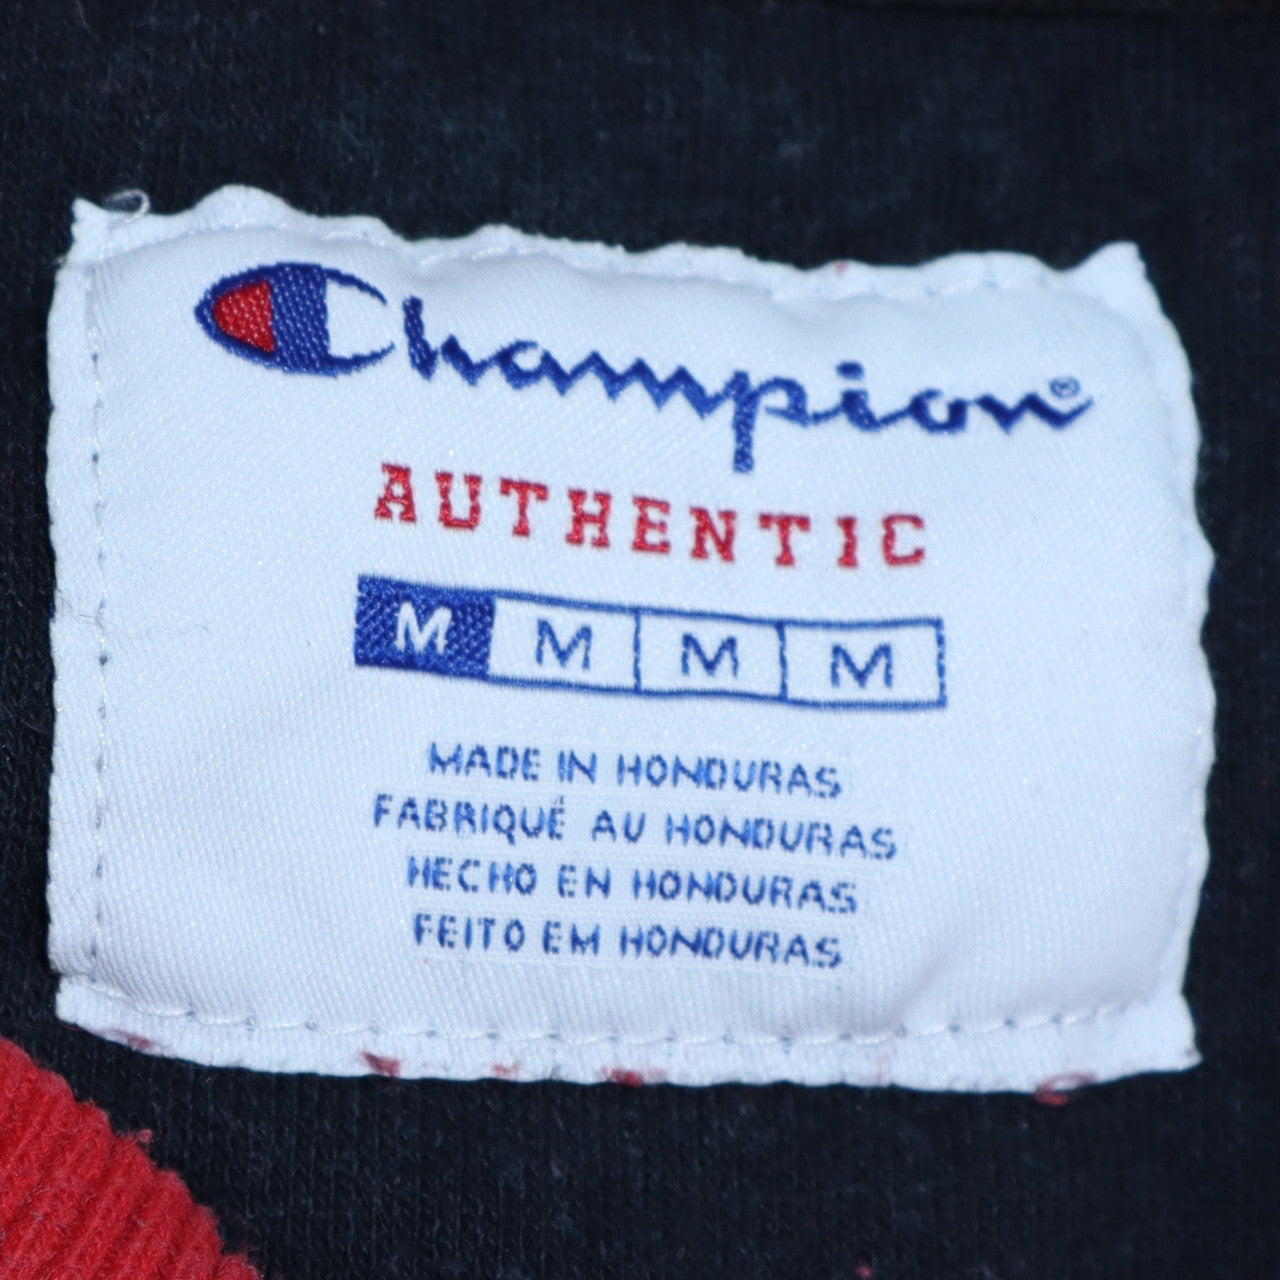 Champion®
AUTHENTIC
M M M M
MADE IN HONDURAS
FABRIQUÉ AU HONDURAS
HECHO EN HONDURAS
FEITO EM HONDURAS